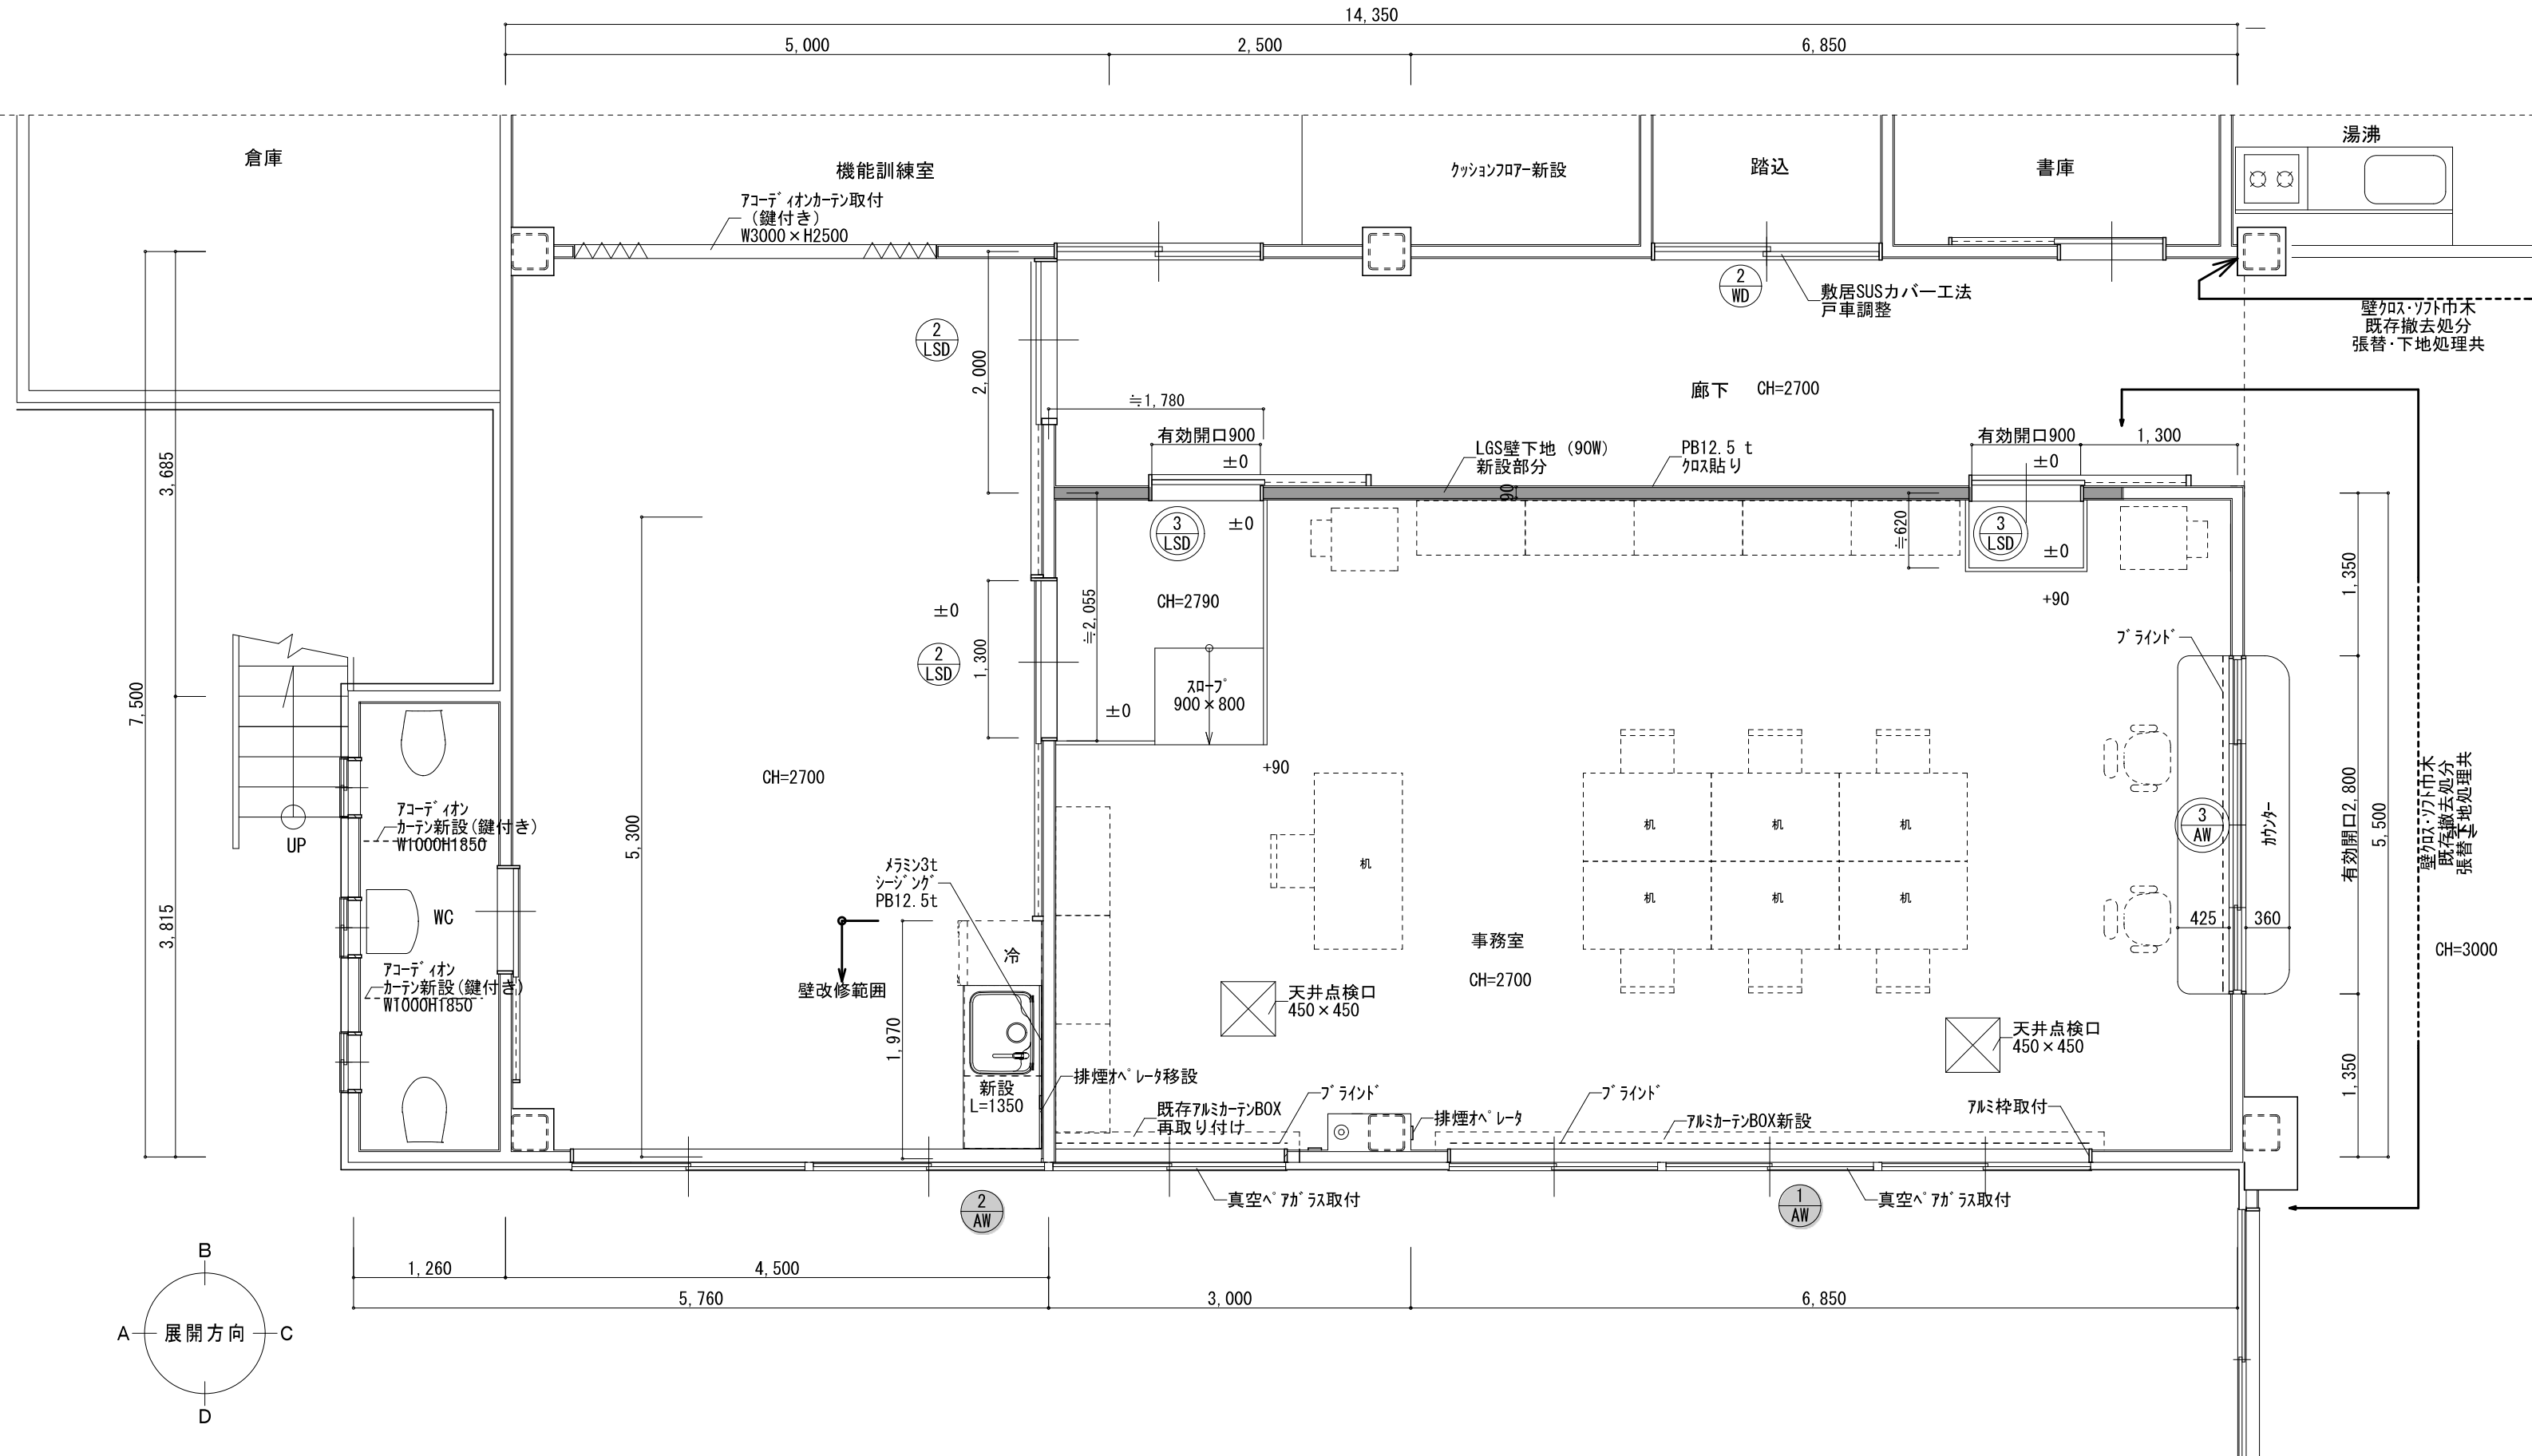 14,350
5,000
2,500
6,850
倉庫
機能訓練室
ｸｯｼｮﾝﾌﾛｱｰ新設
踏込
書庫
湯沸
ｱｺｰﾃﾞｨｵﾝｶｰﾃﾝ取付
（鍵付き）
W3000×H2500
2
WD
敷居SUSカバー工法
戸車調整
壁ｸﾛｽ･ｿﾌﾄ巾木
既存撤去処分
張替･下地処理共
2
LSD
2,000
廊下 CH=2700
≒1,780
有効開口900
±0
LGS壁下地 (90W)
新設部分
PB12.5 t
ｸﾛｽ貼り
有効開口900
1,300
±0
90
3,685
7,500
3,815
3
LSD
±0
≒620
3
LSD
±0
1,350
CH=2790
≒2,055
±0
2
LSD
1,300
+90
ﾌﾞﾗｲﾝﾄﾞ
ｽﾛｰﾌﾟ
900×800
±0
+90
CH=2700
5,300
UP
ｱｺｰﾃﾞｨｵﾝ
ｶｰﾃﾝ新設(鍵付き)
W1000H1850
WC
ｱｺｰﾃﾞｨｵﾝ
ｶｰﾃﾝ新設(鍵付き)
W1000H1850
ﾒﾗﾐﾝ3t
ｼｰｼﾞﾝｸﾞ
PB12.5t
冷
壁改修範囲
1,970
新設
L=1350
机
机
机
机
机
机
机
3
AW
ｶｳﾝﾀｰ
有効開口2,800
5,500
壁ｸﾛｽ･ｿﾌﾄ巾木
既存撤去処分
張替･下地処理共
425
360
CH=3000
事務室
CH=2700
天井点検口
450×450
天井点検口
450×450
1,350
排煙ｵﾍﾟﾚｰﾀ移設
既存ｱﾙﾐｶｰﾃﾝBOX
再取り付け
ﾌﾞﾗｲﾝﾄﾞ
排煙ｵﾍﾟﾚｰﾀ
ﾌﾞﾗｲﾝﾄﾞ
ｱﾙﾐｶｰﾃﾝBOX新設
ｱﾙﾐ枠取付
2
AW
真空ﾍﾟｱｶﾞﾗｽ取付
1
AW
真空ﾍﾟｱｶﾞﾗｽ取付
1,260
4,500
5,760
3,000
6,850
B
A
展開方向
C
D